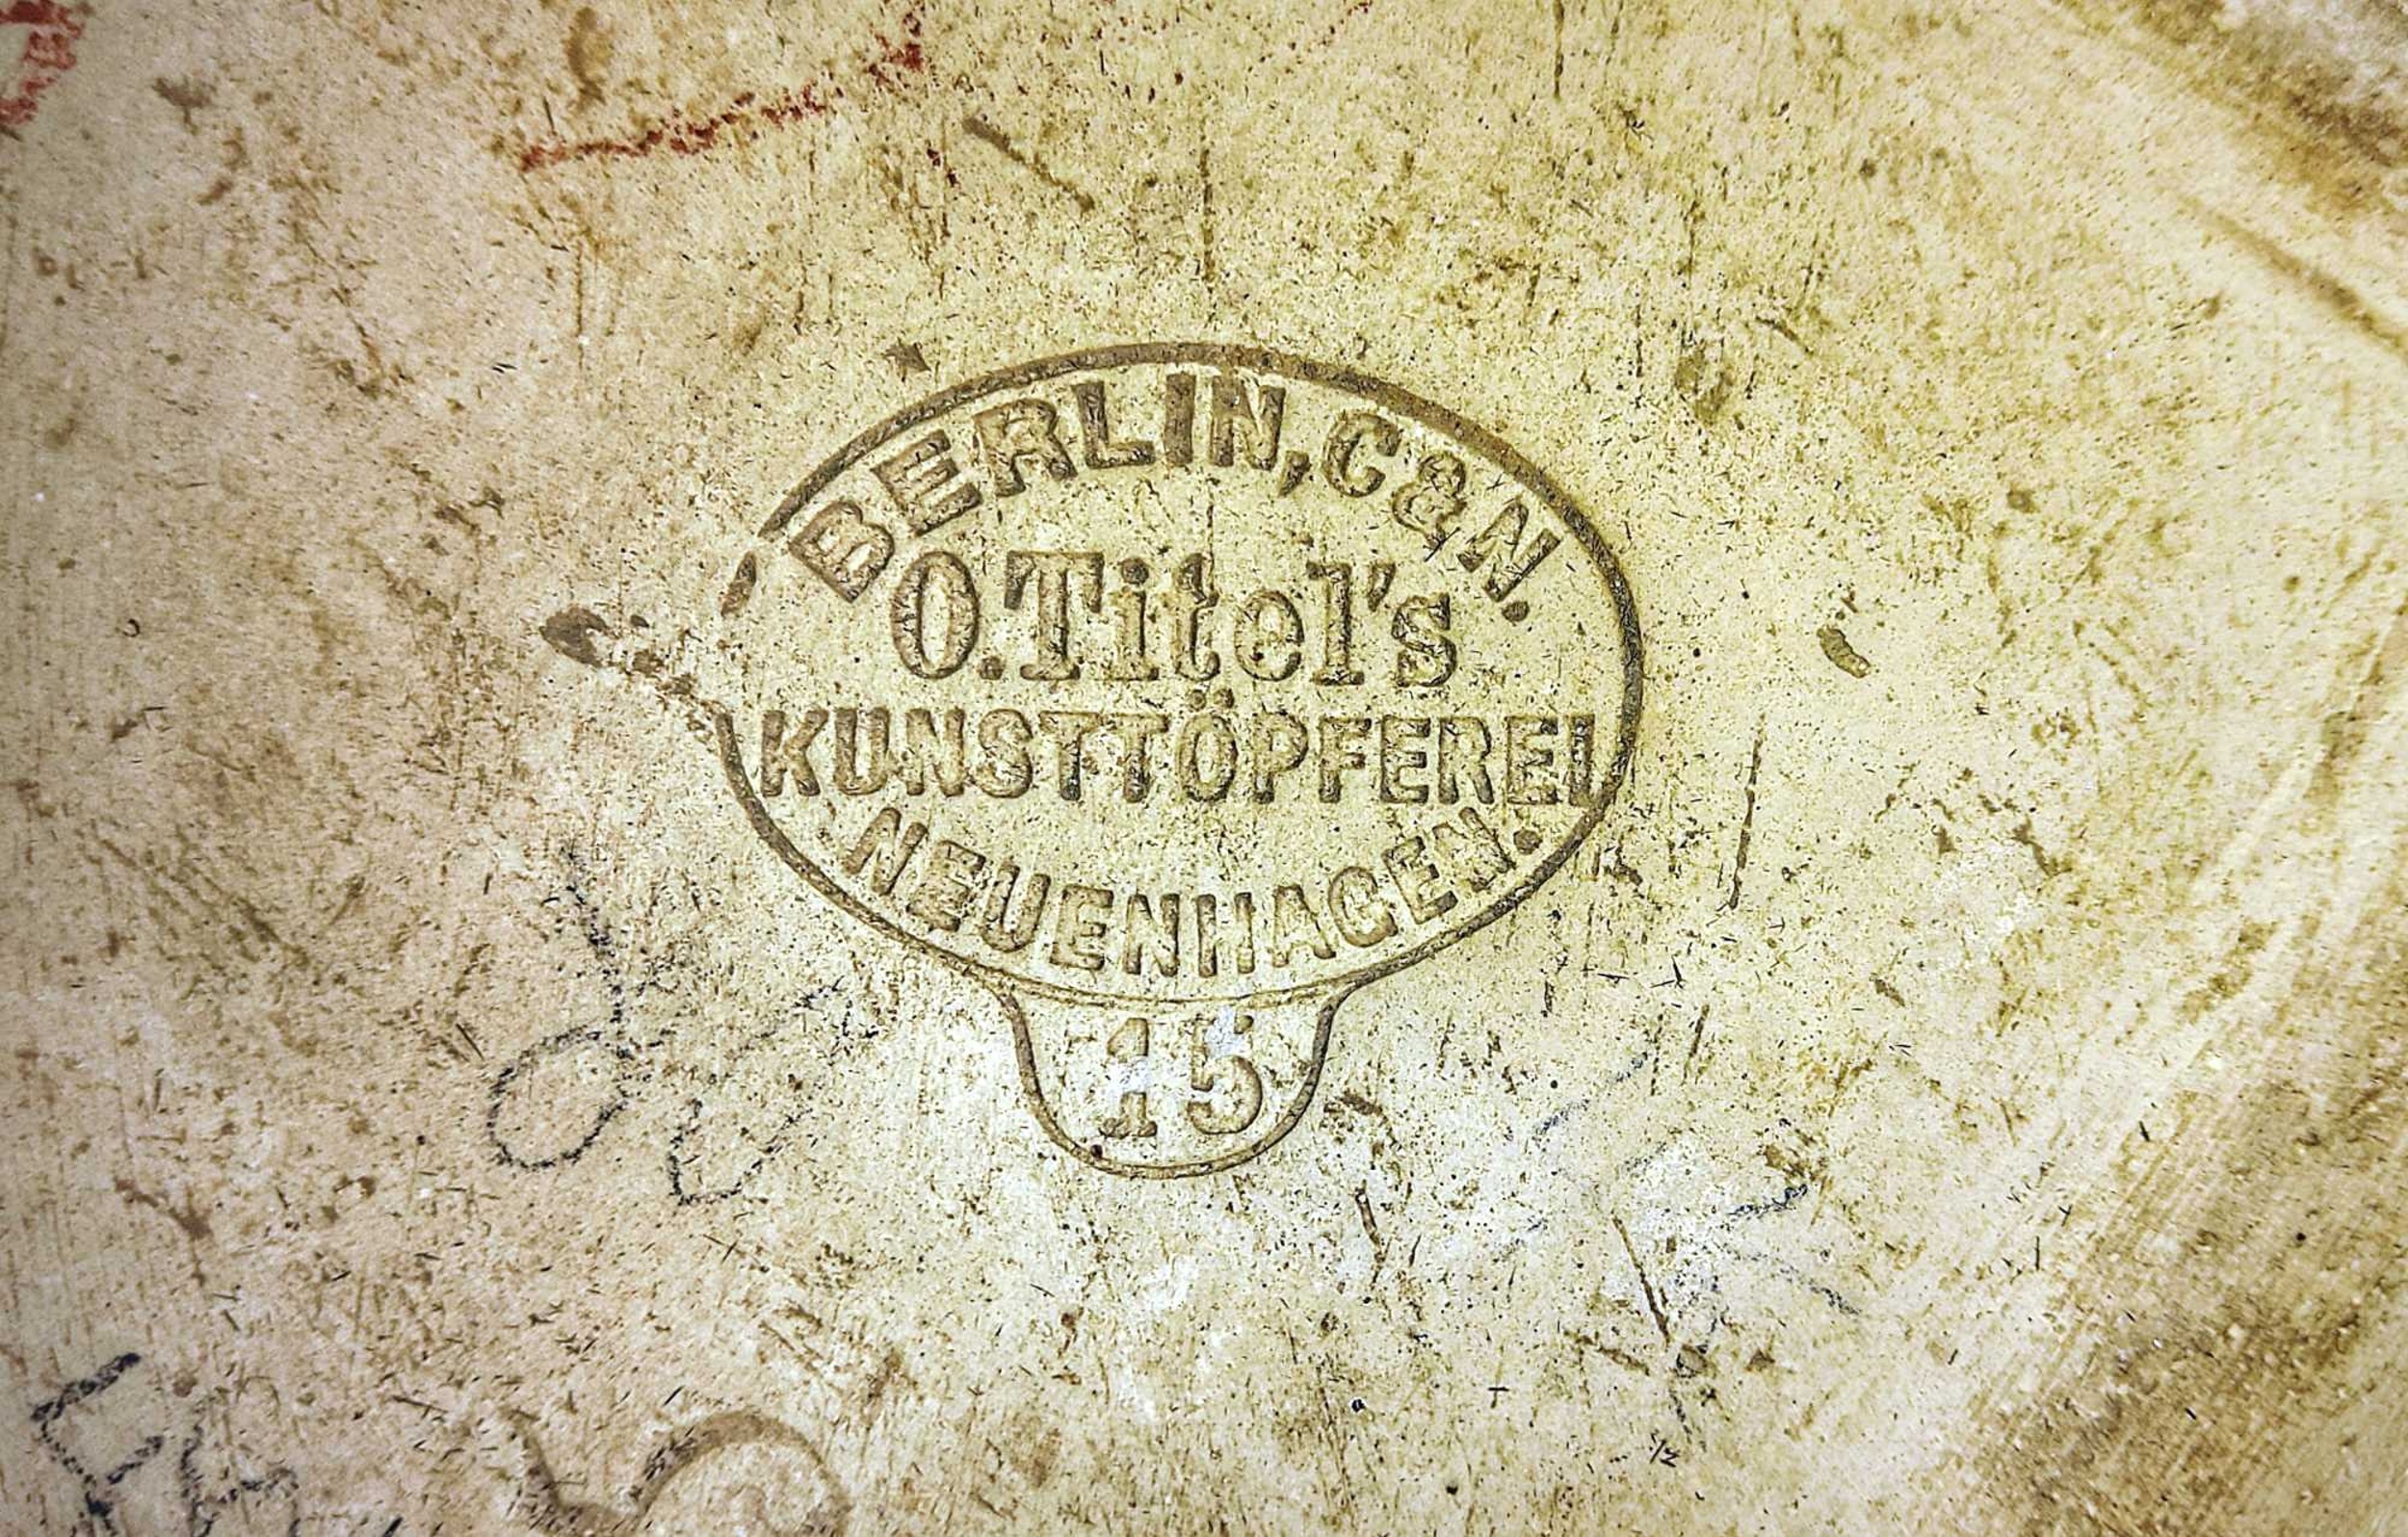 BERLIN, C & N.
O. Titel's
KUNSTTÖPFEREI
NEUENHAGEN.
15